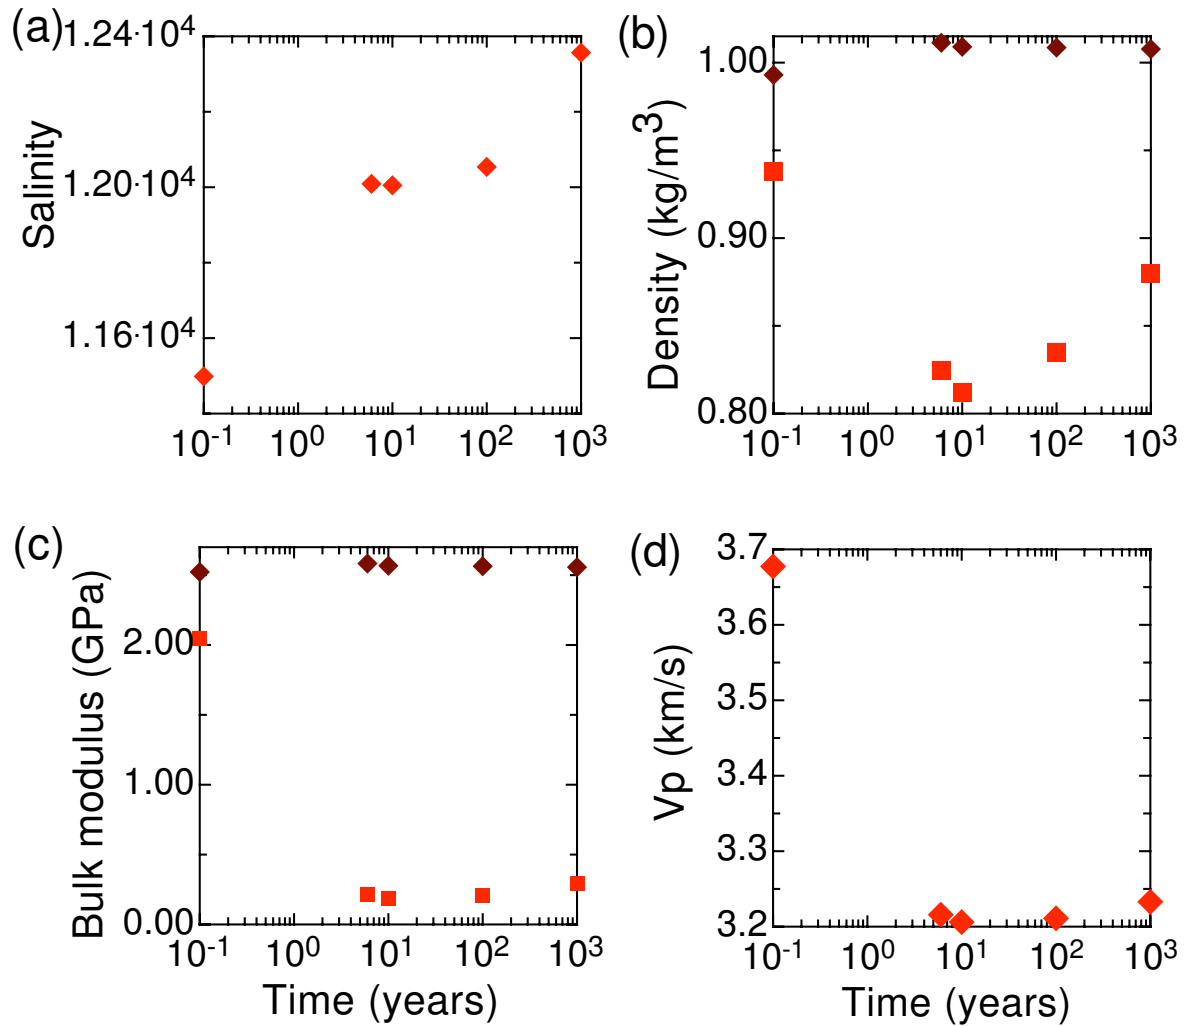 (a)
Salinity
1.24·10⁴
1.20·10⁴
1.16·10⁴
10⁻¹ 10⁰ 10¹ 10² 10³
(b)
Density (kg/m³)
1.00
0.90
0.80
10⁻¹ 10⁰ 10¹ 10² 10³
(c)
Bulk modulus (GPa)
2.00
1.00
0.00
10⁻¹ 10⁰ 10¹ 10² 10³
Time (years)
(d)
Vp (km/s)
3.7
3.6
3.5
3.4
3.3
3.2
10⁻¹ 10⁰ 10¹ 10² 10³
Time (years)